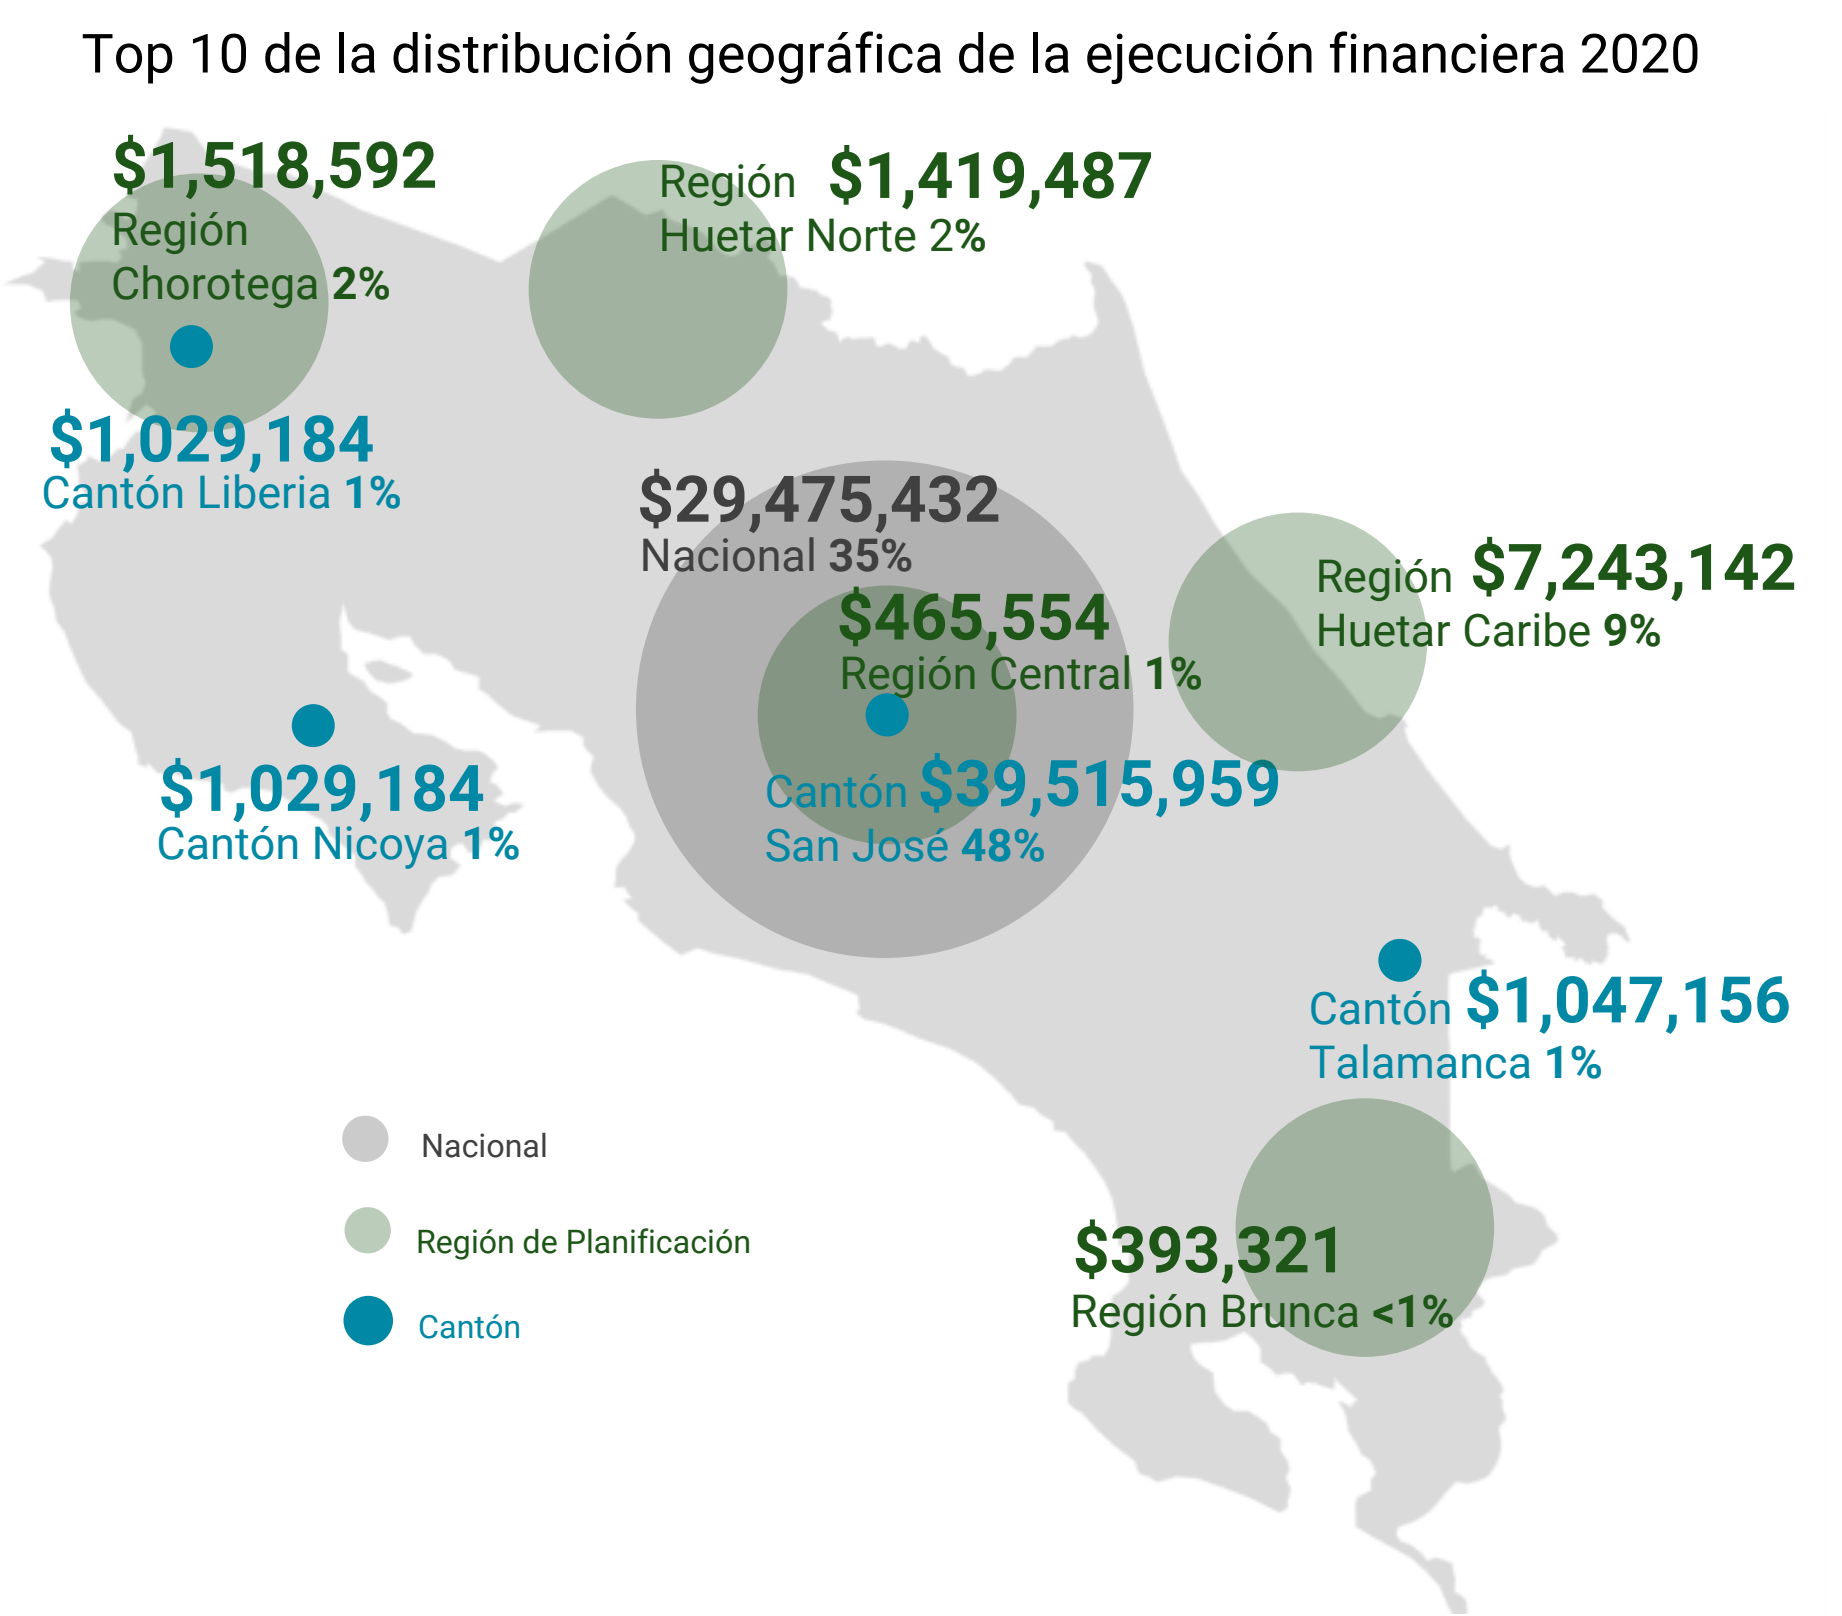 Top 10 de la distribución geográfica de la ejecución financiera 2020
$1,518,592
Región
Chorotega 2%
Región $1,419,487
Huetar Norte 2%
$1,029,184
Cantón Liberia 1%
$29,475,432
Nacional 35%
$465,554
Región Central 1%
Región $7,243,142
Huetar Caribe 9%
$1,029,184
Cantón Nicoya 1%
Cantón $39,515,959
San José 48%
Cantón $1,047,156
Talamanca 1%
$393,321
Región Brunca <1%
Nacional
Región de Planificación
Cantón